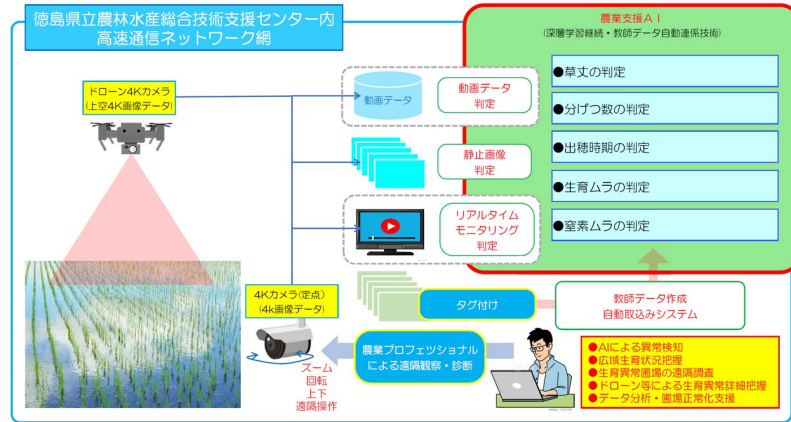 徳島県立農林水産総合技術支援センター内
高速通信ネットワーク網
農業支援AI
(深層学習継続・教師データ自動連係技術)
ドローン4Kカメラ
(上空4K画像データ)
動画データ
動画データ
判定
静止画像
判定
リアルタイム
モニタリング
判定
●草丈の判定
●分げつ数の判定
●出穂時期の判定
●生育ムラの判定
●窒素ムラの判定
4Kカメラ(定点)
(4k画像データ)
タグ付け
教師データ作成
自動取込みシステム
ズーム
回転
上下
遠隔操作
農業プロフェッショナル
による遠隔観察・診断
●AIによる異常検知
●広域生育状況把握
●生育異常圃場の遠隔調査
●ドローン等による生育異常詳細把握
●データ分析・圃場正常化支援